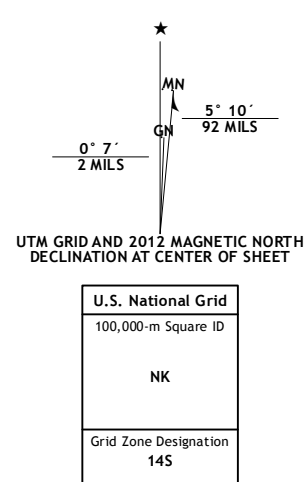 ★
MN
GN
5° 10´
92 MILS
0° 7´
2 MILS
UTM GRID AND 2012 MAGNETIC NORTH
DECLINATION AT CENTER OF SHEET
U.S. National Grid
100,000-m Square ID
NK
Grid Zone Designation
14S